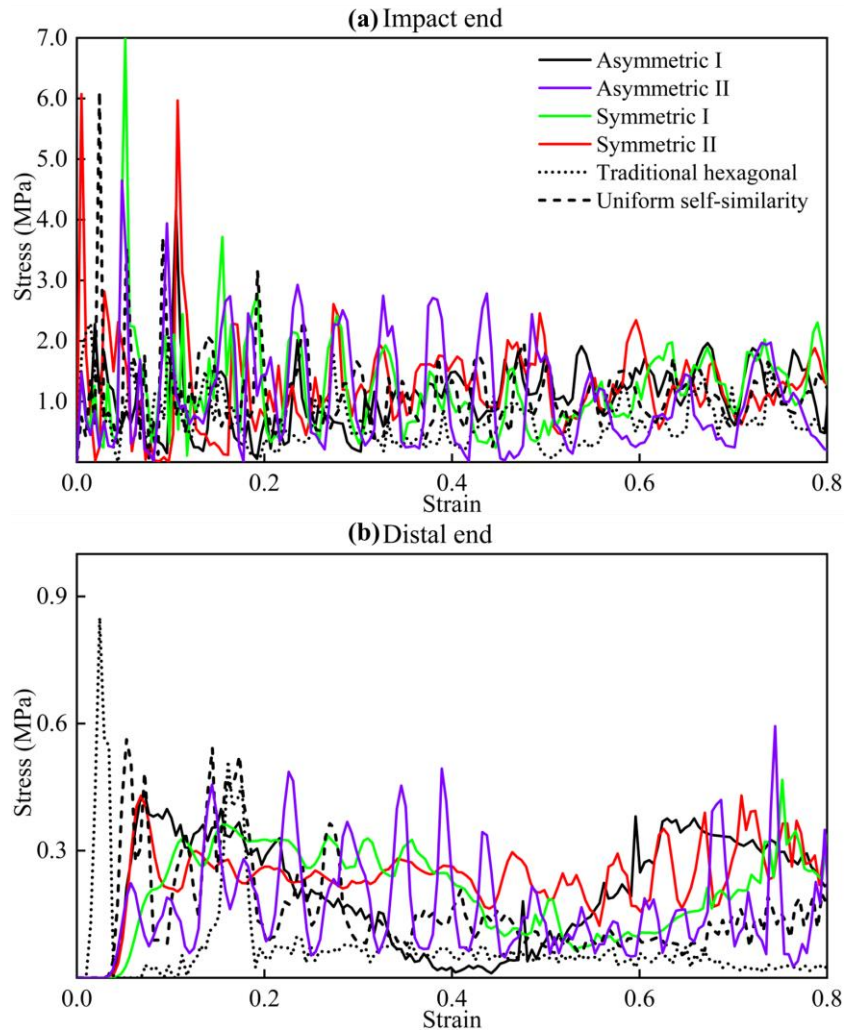 (a) Impact end
7.0
6.0
5.0
4.0
3.0
2.0
1.0
Stress (MPa)
Asymmetric I
Asymmetric II
Symmetric I
Symmetric II
Traditional hexagonal
Uniform self-similarity
0.0 0.2 0.4 0.6 0.8
Strain
(b) Distal end
0.9
0.6
0.3
Stress (MPa)
0.0 0.2 0.4 0.6 0.8
Strain